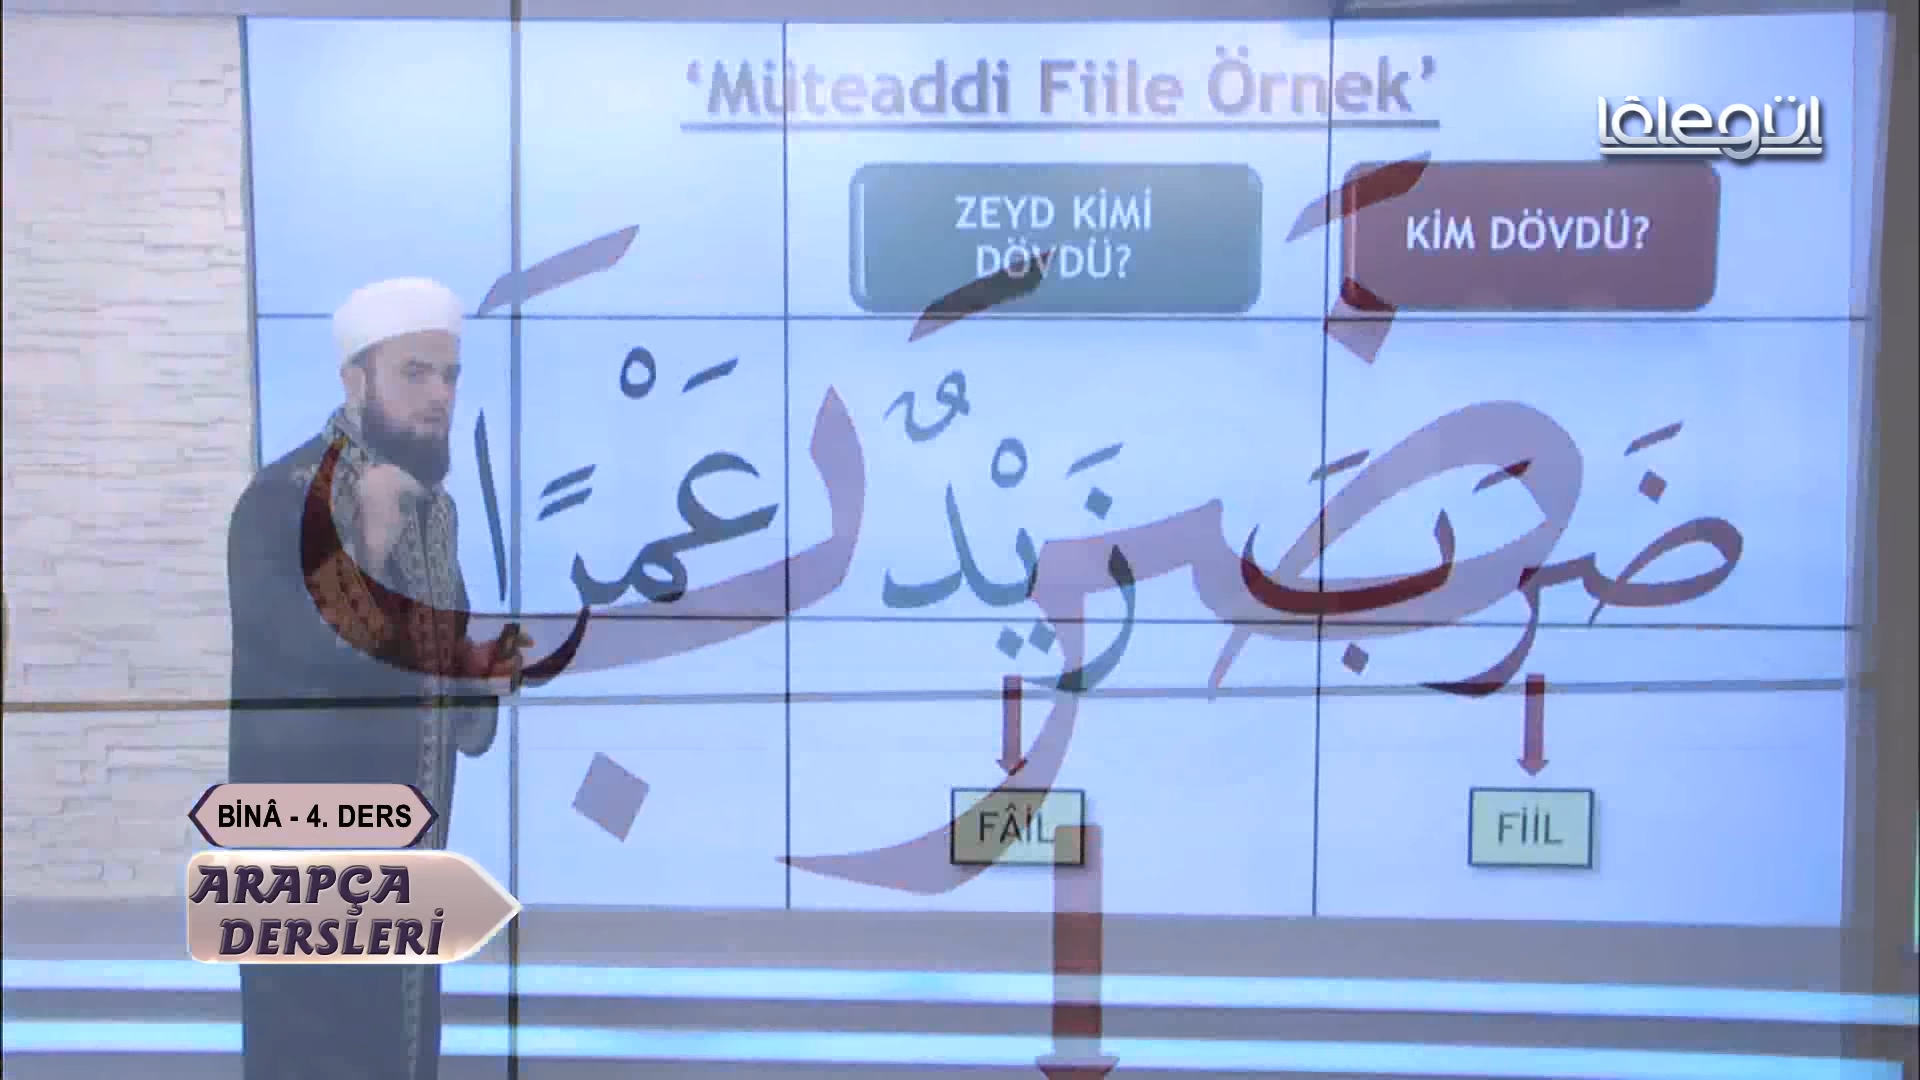 ‘Müteaddi Fiile Örnek’
lâlegül
ZEYD KİMİ
DÖVDÜ?
KİM DÖVDÜ?
ضَرَبَ زَيْدٌ عَمْرًا
ضَرَبَ
FÂİL
FİİL
BİNÂ - 4. DERS
ARAPÇA
DERSLERİ